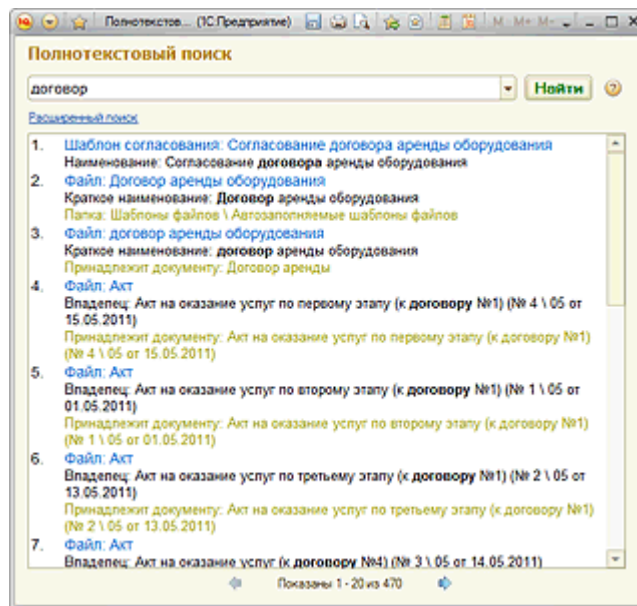 Полнотекстов... (1С:Предприятие) M M+ M-
Полнотекстовый поиск
договор Найти ?
Расширенный поиск
1. Шаблон согласования: Согласование договора аренды оборудования
Наименование: Согласование договора аренды оборудования
2. Файл: Договор аренды оборудования
Краткое наименование: Договор аренды оборудования
Папка: Шаблоны файлов \ Автозаполняемые шаблоны файлов
3. Файл: договор аренды оборудования
Краткое наименование: договор аренды оборудования
Принадлежит документу: Договор аренды
4. Файл: Акт
Владелец: Акт на оказание услуг по первому этапу (к договору №1) (№ 4 \ 05 от
15.05.2011)
Принадлежит документу: Акт на оказание услуг по первому этапу (к договору №1)
(№ 4 \ 05 от 15.05.2011)
5. Файл: Акт
Владелец: Акт на оказание услуг по второму этапу (к договору №1) (№ 1 \ 05 от
01.05.2011)
Принадлежит документу: Акт на оказание услуг по второму этапу (к договору №1)
(№ 1 \ 05 от 01.05.2011)
6. Файл: Акт
Владелец: Акт на оказание услуг по третьему этапу (к договору №1) (№ 2 \ 05 от
13.05.2011)
Принадлежит документу: Акт на оказание услуг по третьему этапу (к договору №1)
(№ 2 \ 05 от 13.05.2011)
7. Файл: Акт
Владелец: Акт на оказание услуг (к договору №4) (№ 3 \ 05 от 14.05.2011)
Показаны 1 - 20 из 470